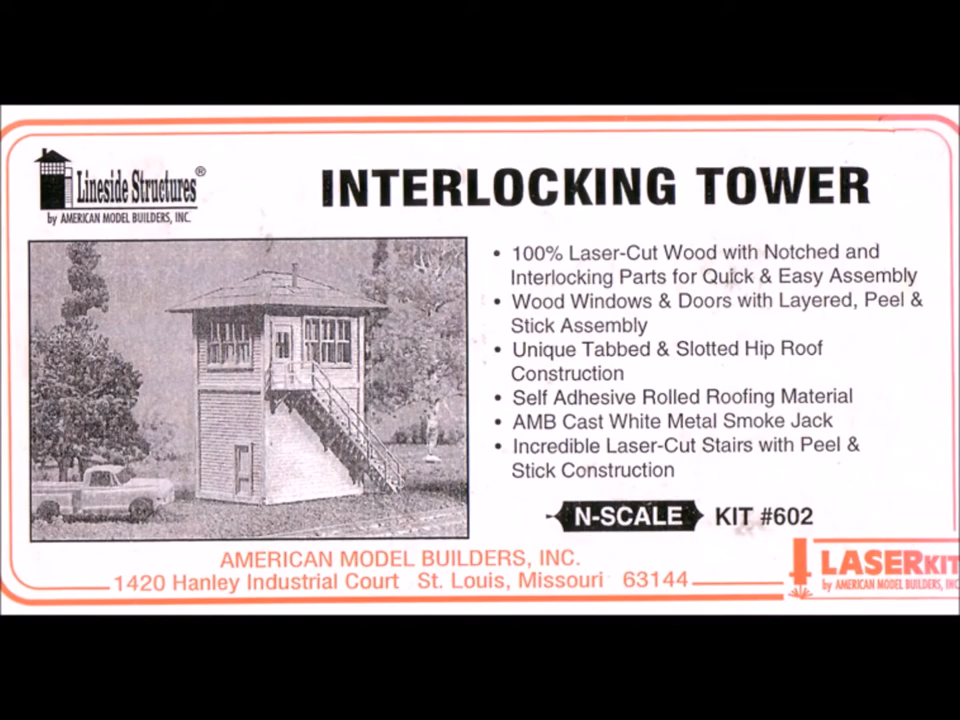 Lineside Structures®
by AMERICAN MODEL BUILDERS, INC.
INTERLOCKING TOWER
• 100% Laser-Cut Wood with Notched and
Interlocking Parts for Quick & Easy Assembly
• Wood Windows & Doors with Layered, Peel &
Stick Assembly
• Unique Tabbed & Slotted Hip Roof
Construction
• Self Adhesive Rolled Roofing Material
• AMB Cast White Metal Smoke Jack
• Incredible Laser-Cut Stairs with Peel &
Stick Construction
N-SCALE KIT #602
AMERICAN MODEL BUILDERS, INC.
1420 Hanley Industrial Court St. Louis, Missouri 63144
LASERKIT
by AMERICAN MODEL BUILDERS, INC